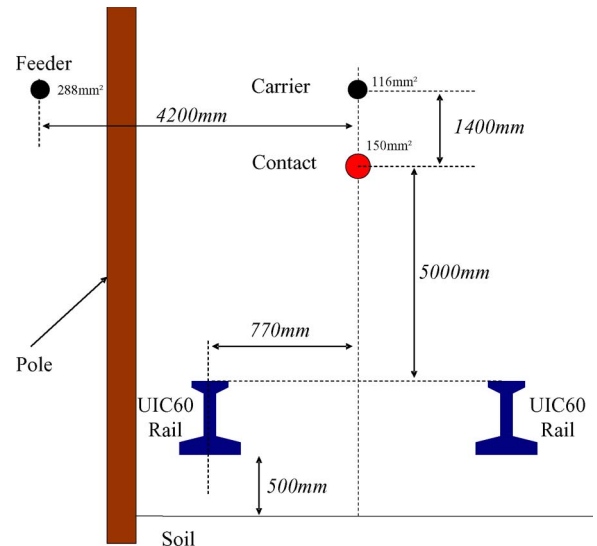 Feeder
288mm²
Carrier
116mm²
4200mm
1400mm
150mm²
Contact
5000mm
770mm
Pole
UIC60
Rail
UIC60
Rail
500mm
Soil